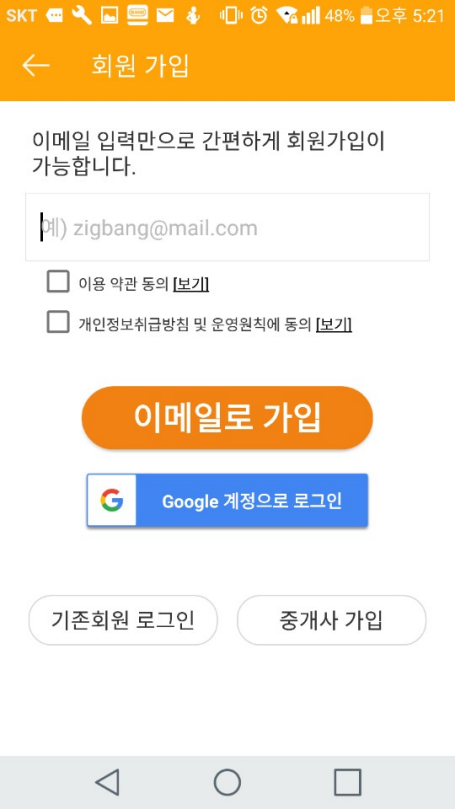 SKT 48% 오후 5:21
회원 가입
이메일 입력만으로 간편하게 회원가입이
가능합니다.
예) zigbang@mail.com
이용 약관 동의 [보기]
개인정보취급방침 및 운영원칙에 동의 [보기]
이메일로 가입
G Google 계정으로 로그인
기존회원 로그인 중개사 가입